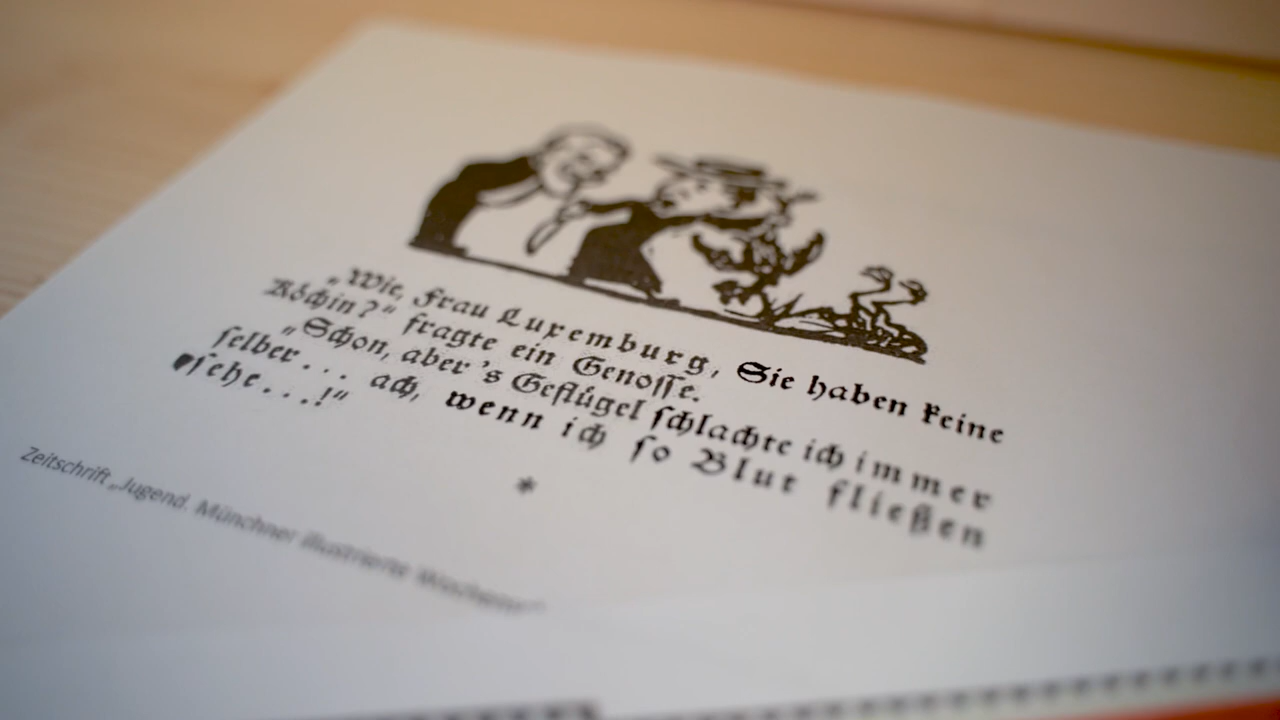 „Wie, Frau Luxemburg, Sie haben keine
Köchin?“ fragte ein Genosse.
„Schon, aber 's Geflügel schlachte ich immer
selber... ach, wenn ich so Blut fließen
sehe...!“
*
Zeitschrift „Jugend. Münchner illustrierte